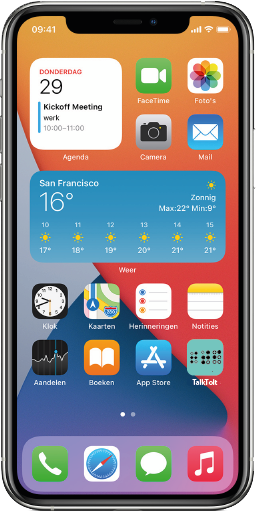 09:41
DONDERDAG
29
Kickoff Meeting
werk
10:00–11:00
Agenda
FaceTime
Foto's
Camera
Mail
San Francisco
16°
Zonnig
Max:22° Min:9°
10 11 12 13 14 15
17° 18° 19° 20° 21° 21°
Weer
Klok
Kaarten
Herinneringen
Notities
Aandelen
Boeken
App Store
TalkTolt